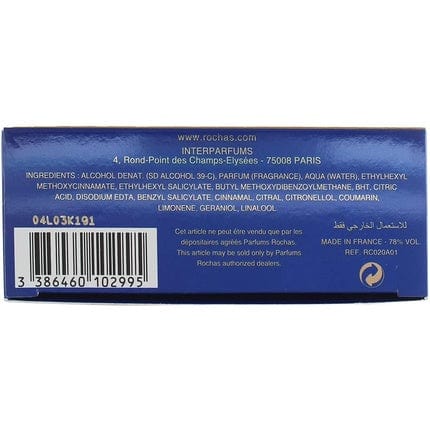 www.rochas.com
INTERPARFUMS
4, Rond-Point des Champs-Elysées - 75008 PARIS
INGREDIENTS : ALCOHOL DENAT. (SD ALCOHOL 39-C), PARFUM (FRAGRANCE), AQUA (WATER), ETHYLHEXYL
METHOXYCINNAMATE, ETHYLHEXYL SALICYLATE, BUTYL METHOXYDIBENZOYLMETHANE, BHT, CITRIC
ACID, DISODIUM EDTA, BENZYL SALICYLATE, CINNAMAL, CITRAL, CITRONELLOL, COUMARIN,
LIMONENE, GERANIOL, LINALOOL.
04L03K191
Cet article ne peut être vendu que par les
dépositaires agréés Parfums Rochas.
This article may be sold only by Parfums
Rochas authorized dealers.
للاستعمال الخارجي فقط
MADE IN FRANCE - 78% VOL
REF: RC020A01
3 386460 102995